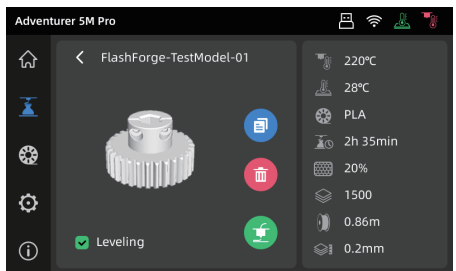 Adventurer 5M Pro
FlashForge-TestModel-01
Leveling
220℃
28℃
PLA
2h 35min
20%
1500
0.86m
0.2mm